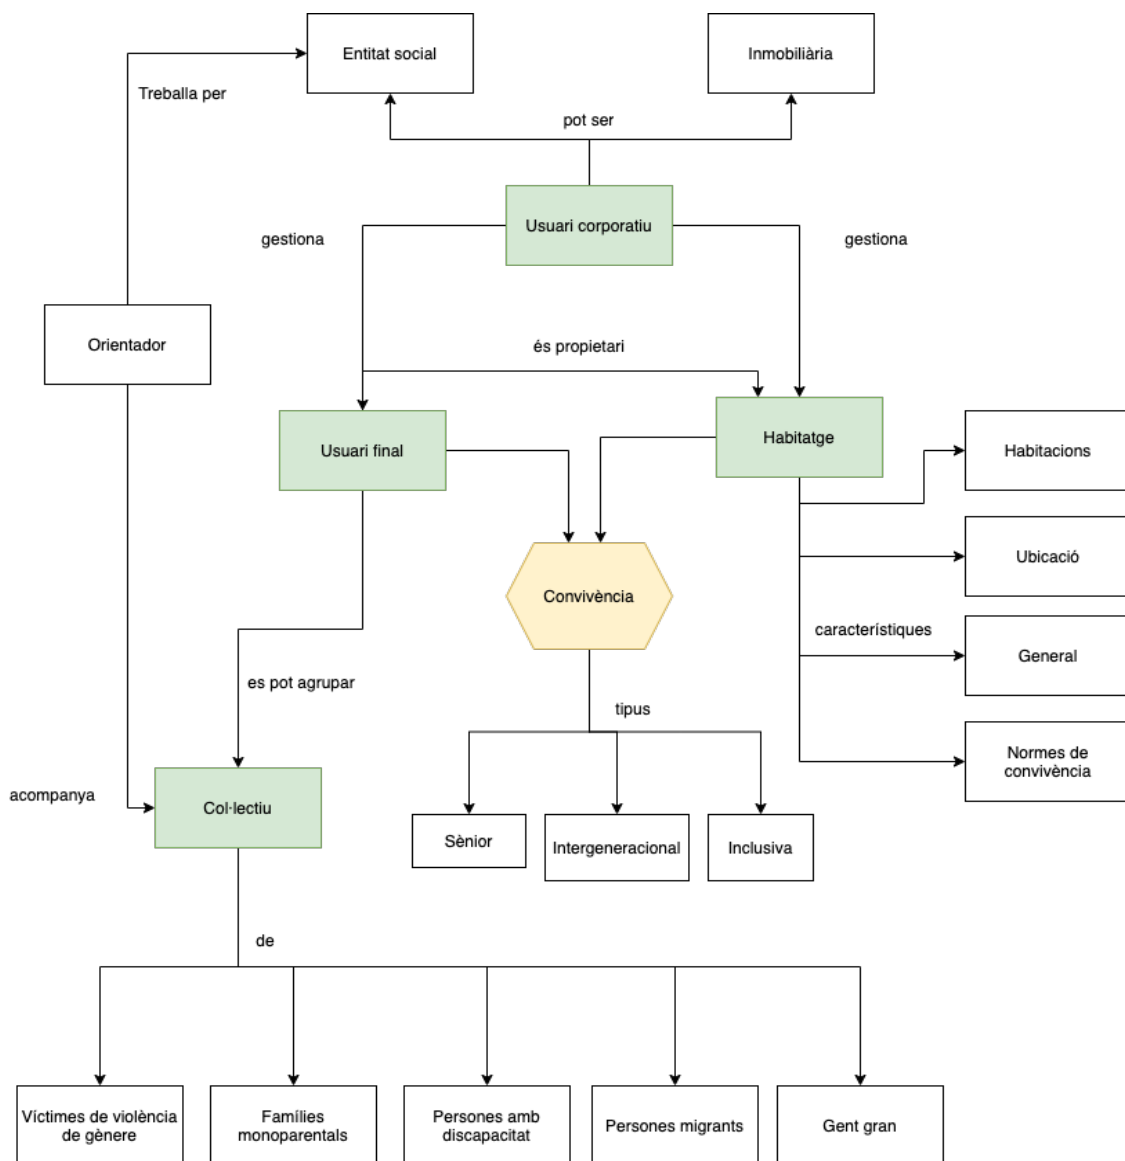 Entitat social
Inmobiliària
Treballa per
pot ser
Usuari corporatiu
gestiona
gestiona
Orientador
és propietari
Usuari final
Habitatge
Habitacions
Ubicació
Convivència
característiques
General
es pot agrupar
tipus
Normes de
convivència
acompanya
Col·lectiu
Sènior
Intergeneracional
Inclusiva
de
Víctimes de violència
de gènere
Famílies
monoparentals
Persones amb
discapacitat
Persones migrants
Gent gran